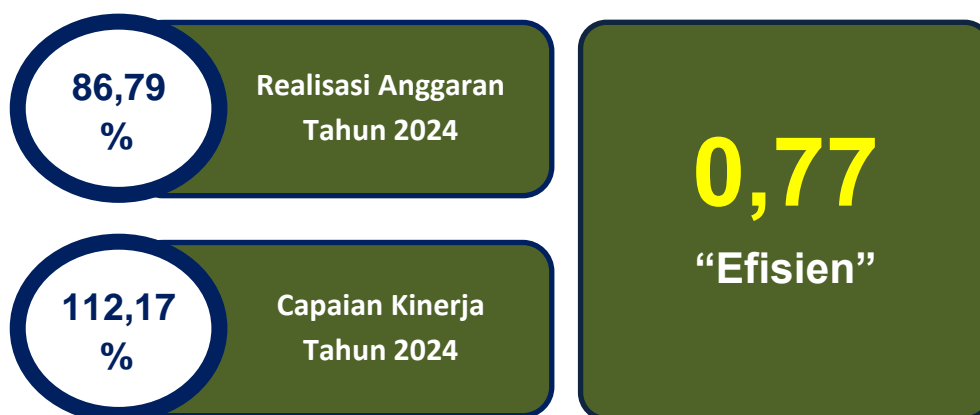 86,79
%
Realisasi Anggaran
Tahun 2024
112,17
%
Capaian Kinerja
Tahun 2024
0,77
“Efisien”